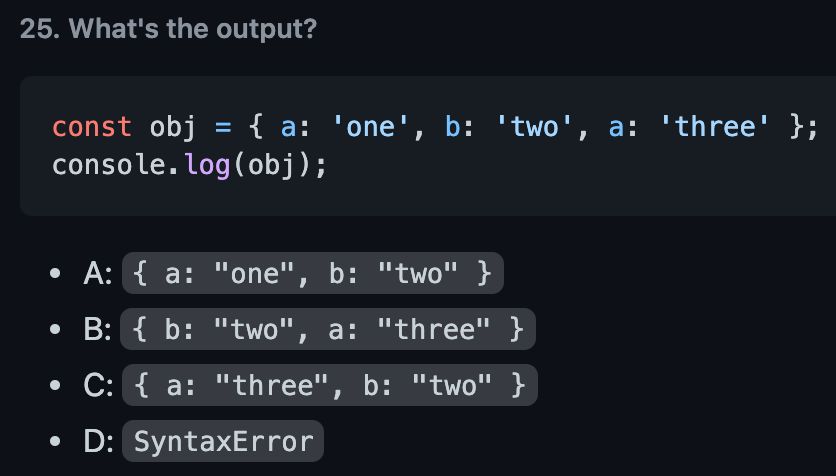 25. What's the output?
const obj = { a: 'one', b: 'two', a: 'three' };
console.log(obj);
• A: { a: "one", b: "two" }
• B: { b: "two", a: "three" }
• C: { a: "three", b: "two" }
• D: SyntaxError